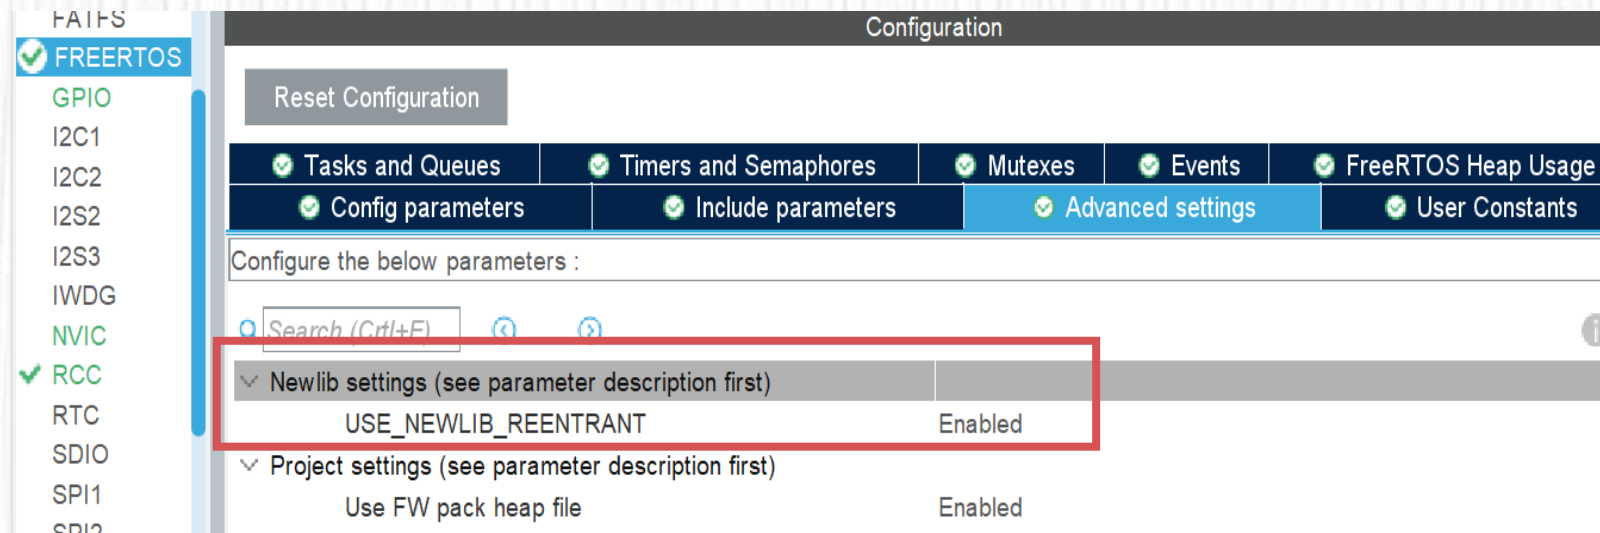 FATFS
FREERTOS
GPIO
I2C1
I2C2
I2S2
I2S3
IWDG
NVIC
RCC
RTC
SDIO
SPI1
SPI2
Configuration
Reset Configuration
Tasks and Queues Timers and Semaphores Mutexes Events FreeRTOS Heap Usage
Config parameters Include parameters Advanced settings User Constants
Configure the below parameters :
Search (Crtl+F)
Newlib settings (see parameter description first)
USE_NEWLIB_REENTRANT Enabled
Project settings (see parameter description first)
Use FW pack heap file Enabled